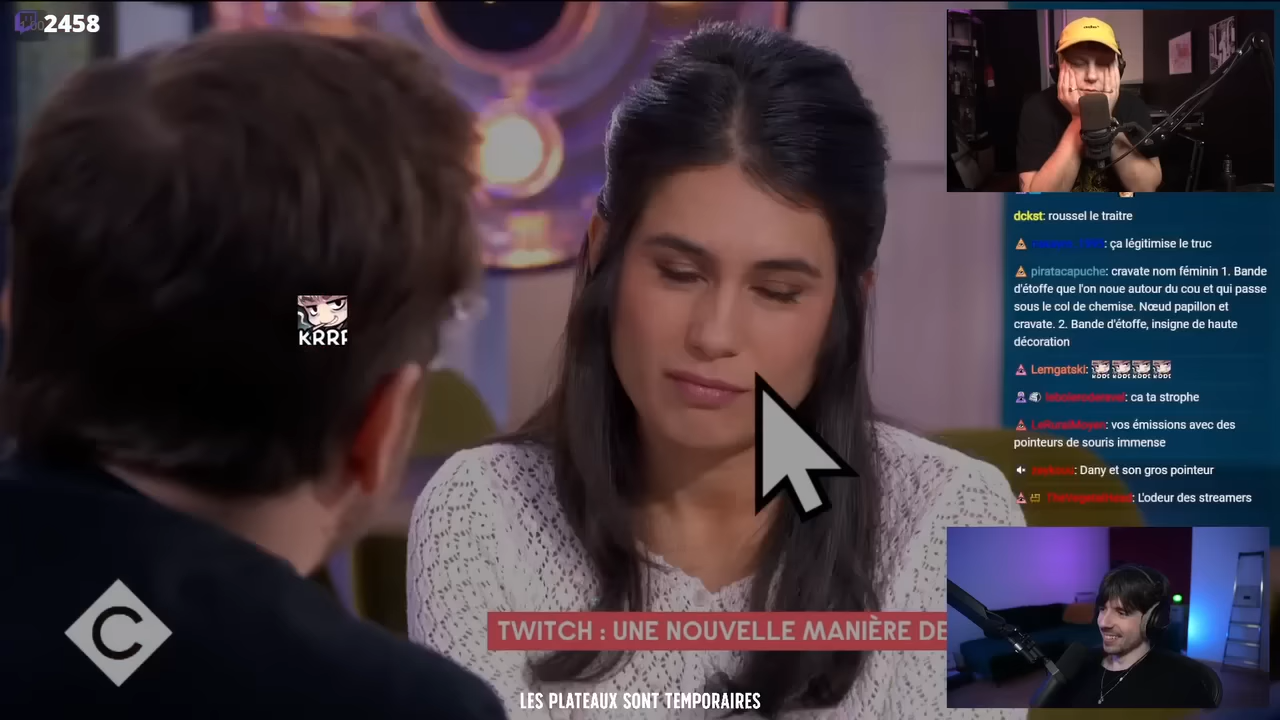 2458
dckst: roussel le traitre
: ça légitimise le truc
piratacapuche: cravate nom féminin 1. Bande
d'étoffe que l'on noue autour du cou et qui passe
sous le col de chemise. Nœud papillon et
cravate. 2. Bande d'étoffe, insigne de haute
décoration
KRRF
Lemgatski:
: ca ta strophe
LeRuralMoyen: vos émissions avec des
pointeurs de souris immense
: Dany et son gros pointeur
: L'odeur des streamers
C
TWITCH : UNE NOUVELLE MANIÈRE DE
LES PLATEAUX SONT TEMPORAIRES